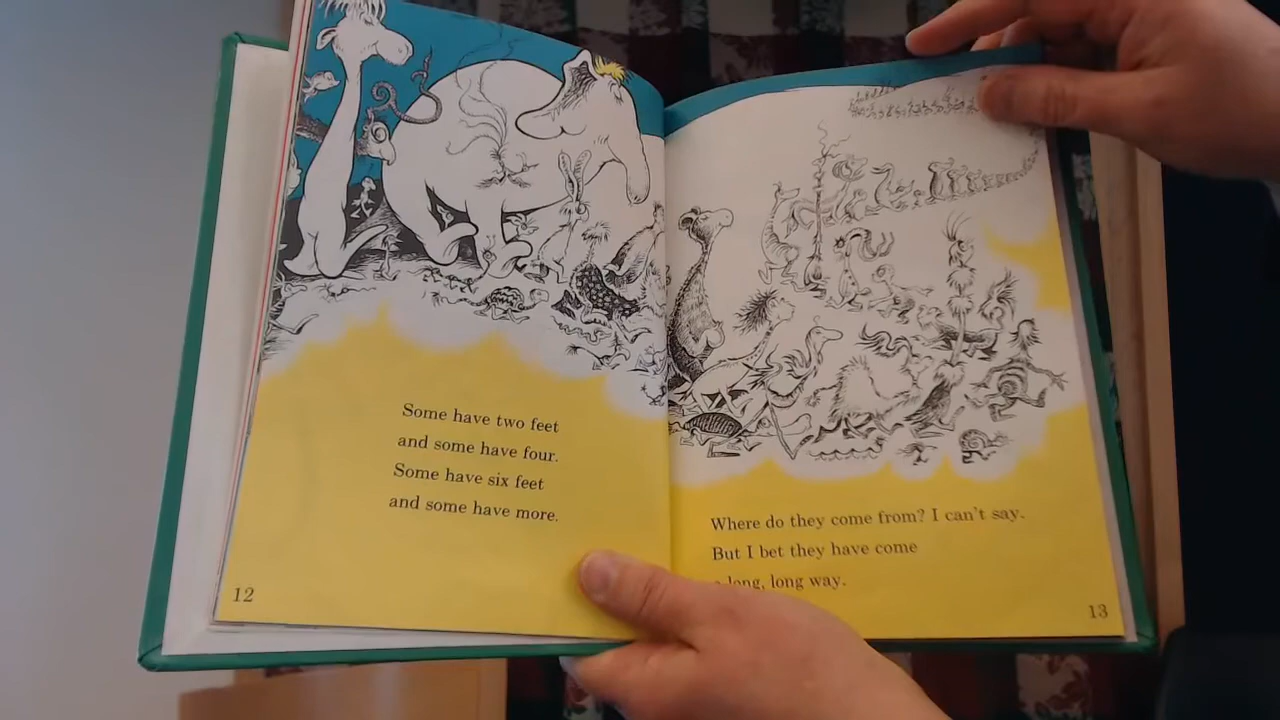 Some have two feet
and some have four.
Some have six feet
and some have more.
12
Where do they come from? I can't say.
But I bet they have come
long, long way.
13